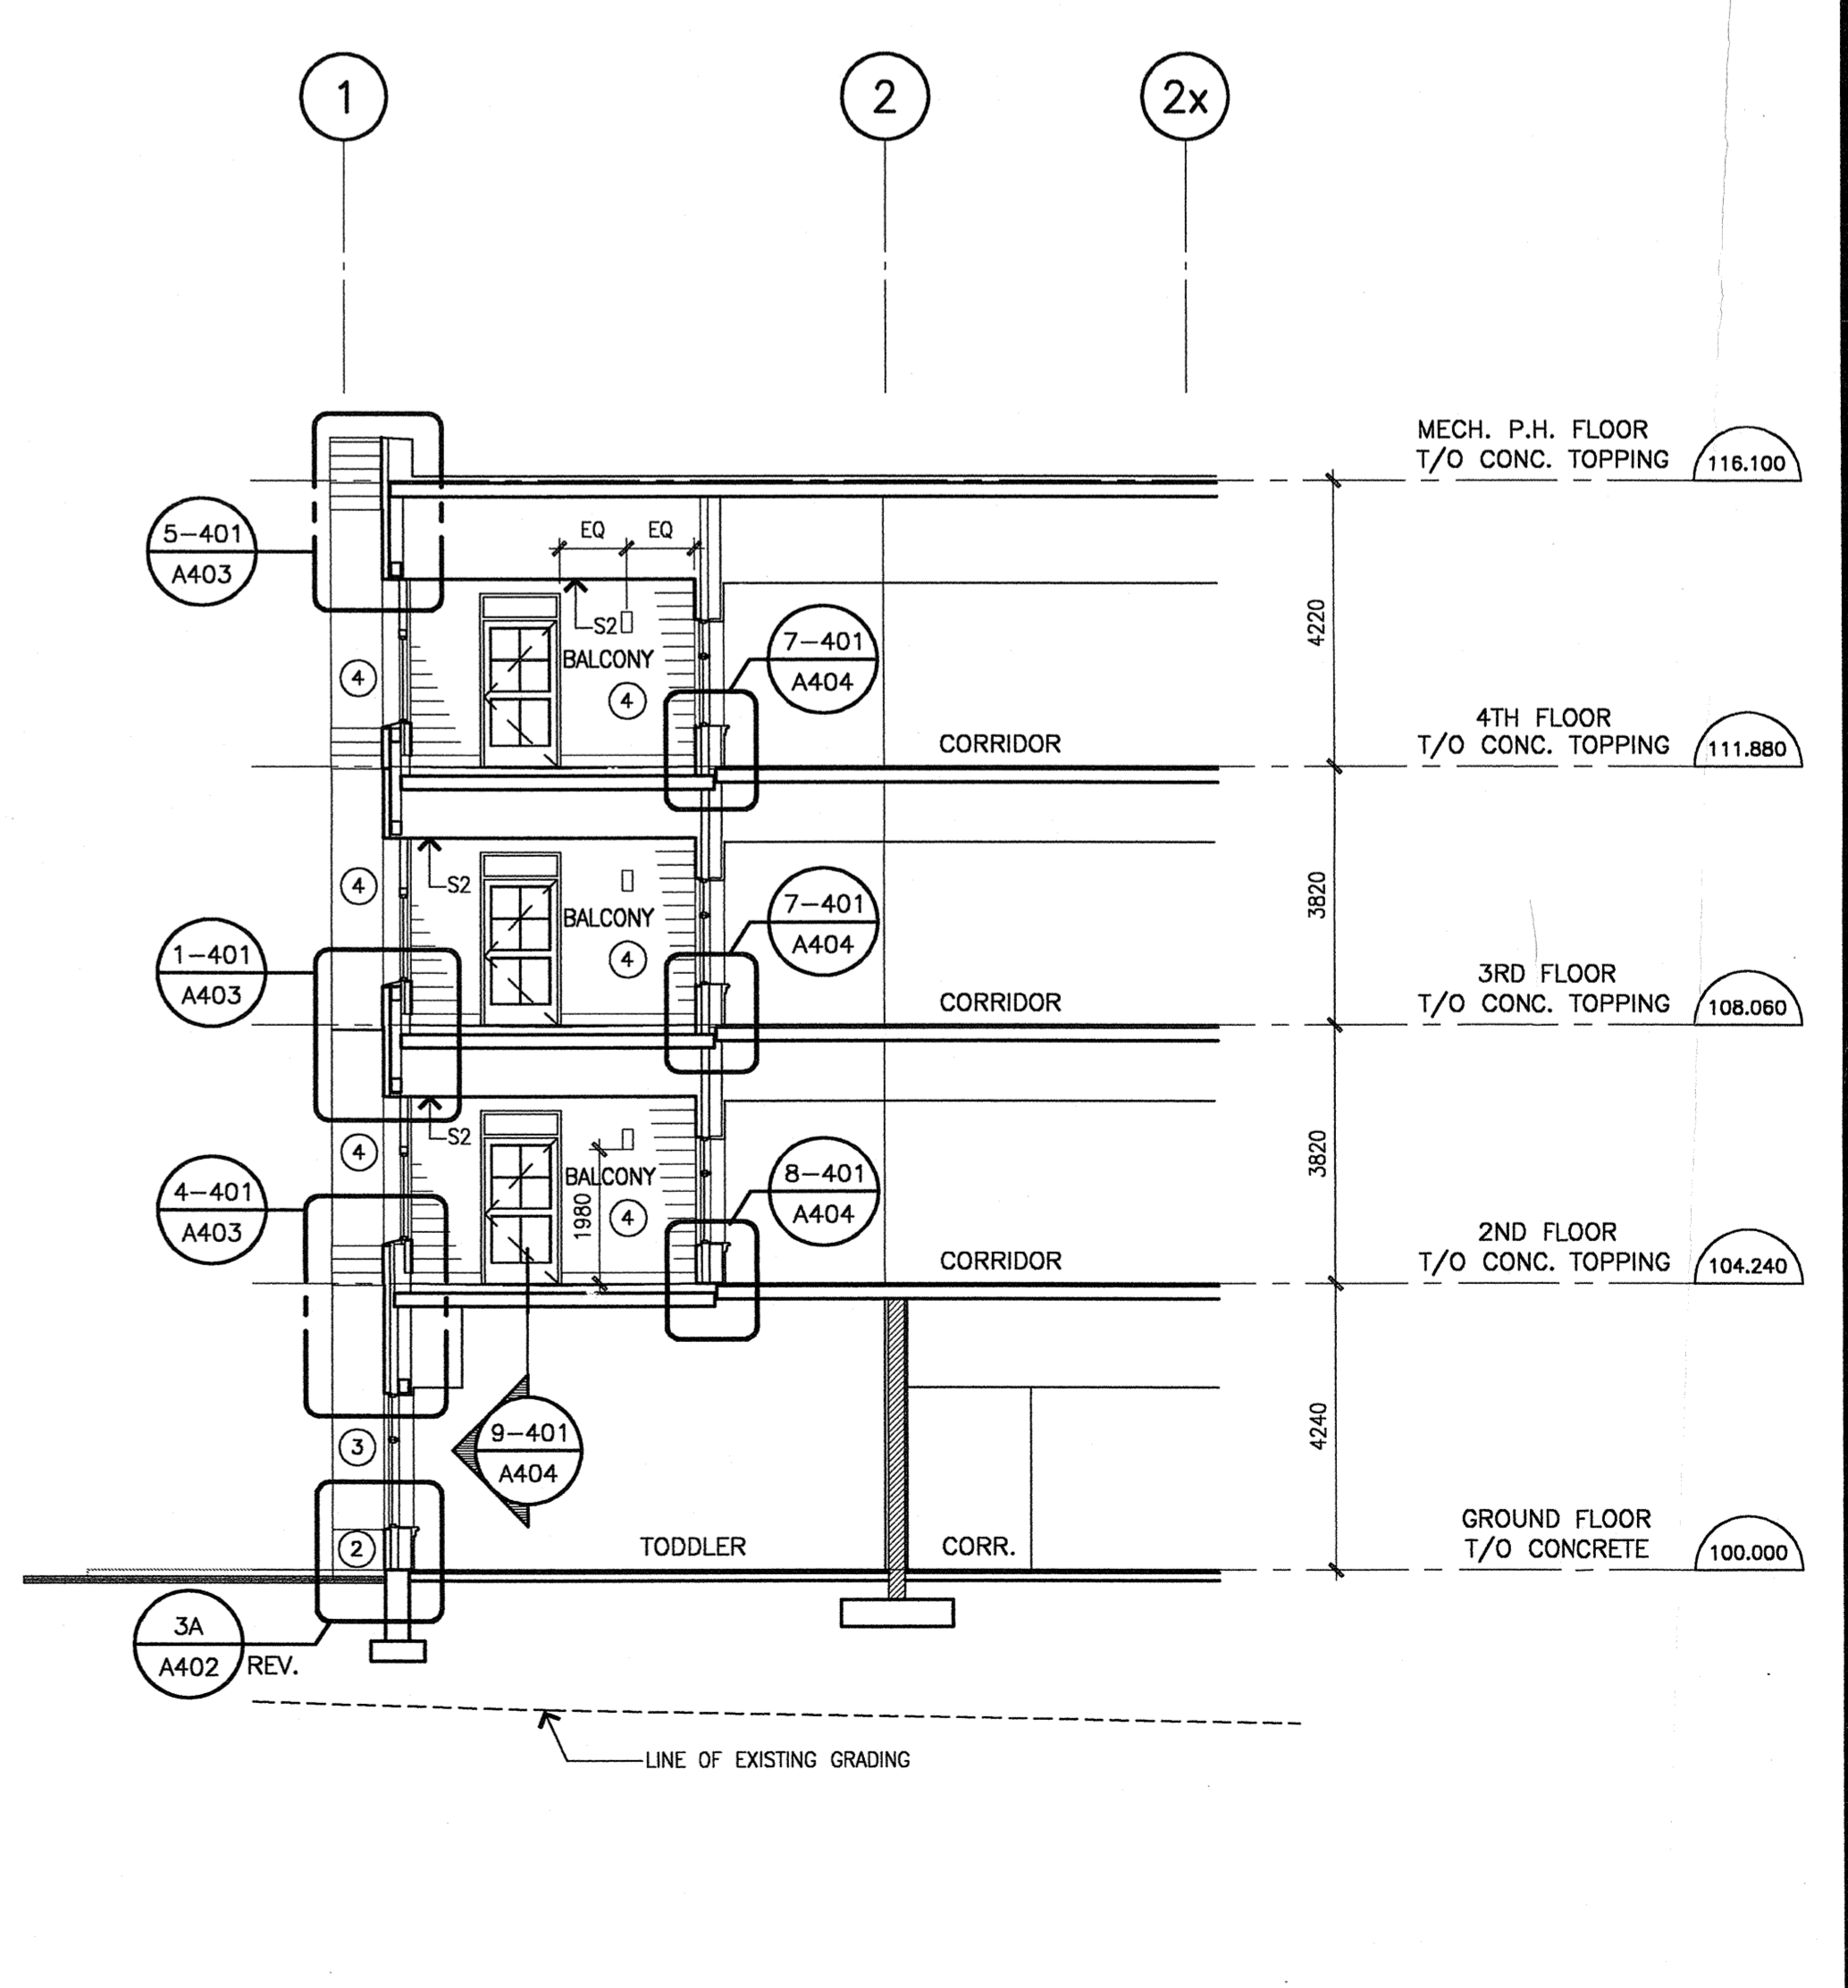 1
2
2x
MECH. P.H. FLOOR
T/O CONC. TOPPING
116.100
5-401
A403
EQ
EQ
S2
4220
BALCONY
4
4
7-401
A404
4TH FLOOR
T/O CONC. TOPPING
111.880
CORRIDOR
4
S2
3820
BALCONY
4
7-401
A404
1-401
A403
3RD FLOOR
T/O CONC. TOPPING
108.060
CORRIDOR
4
S2
3820
BALCONY
4
1980
8-401
A404
4-401
A403
2ND FLOOR
T/O CONC. TOPPING
104.240
CORRIDOR
3
9-401
A404
4240
2
TODDLER
CORR.
GROUND FLOOR
T/O CONCRETE
100.000
3A
A402
REV.
LINE OF EXISTING GRADING